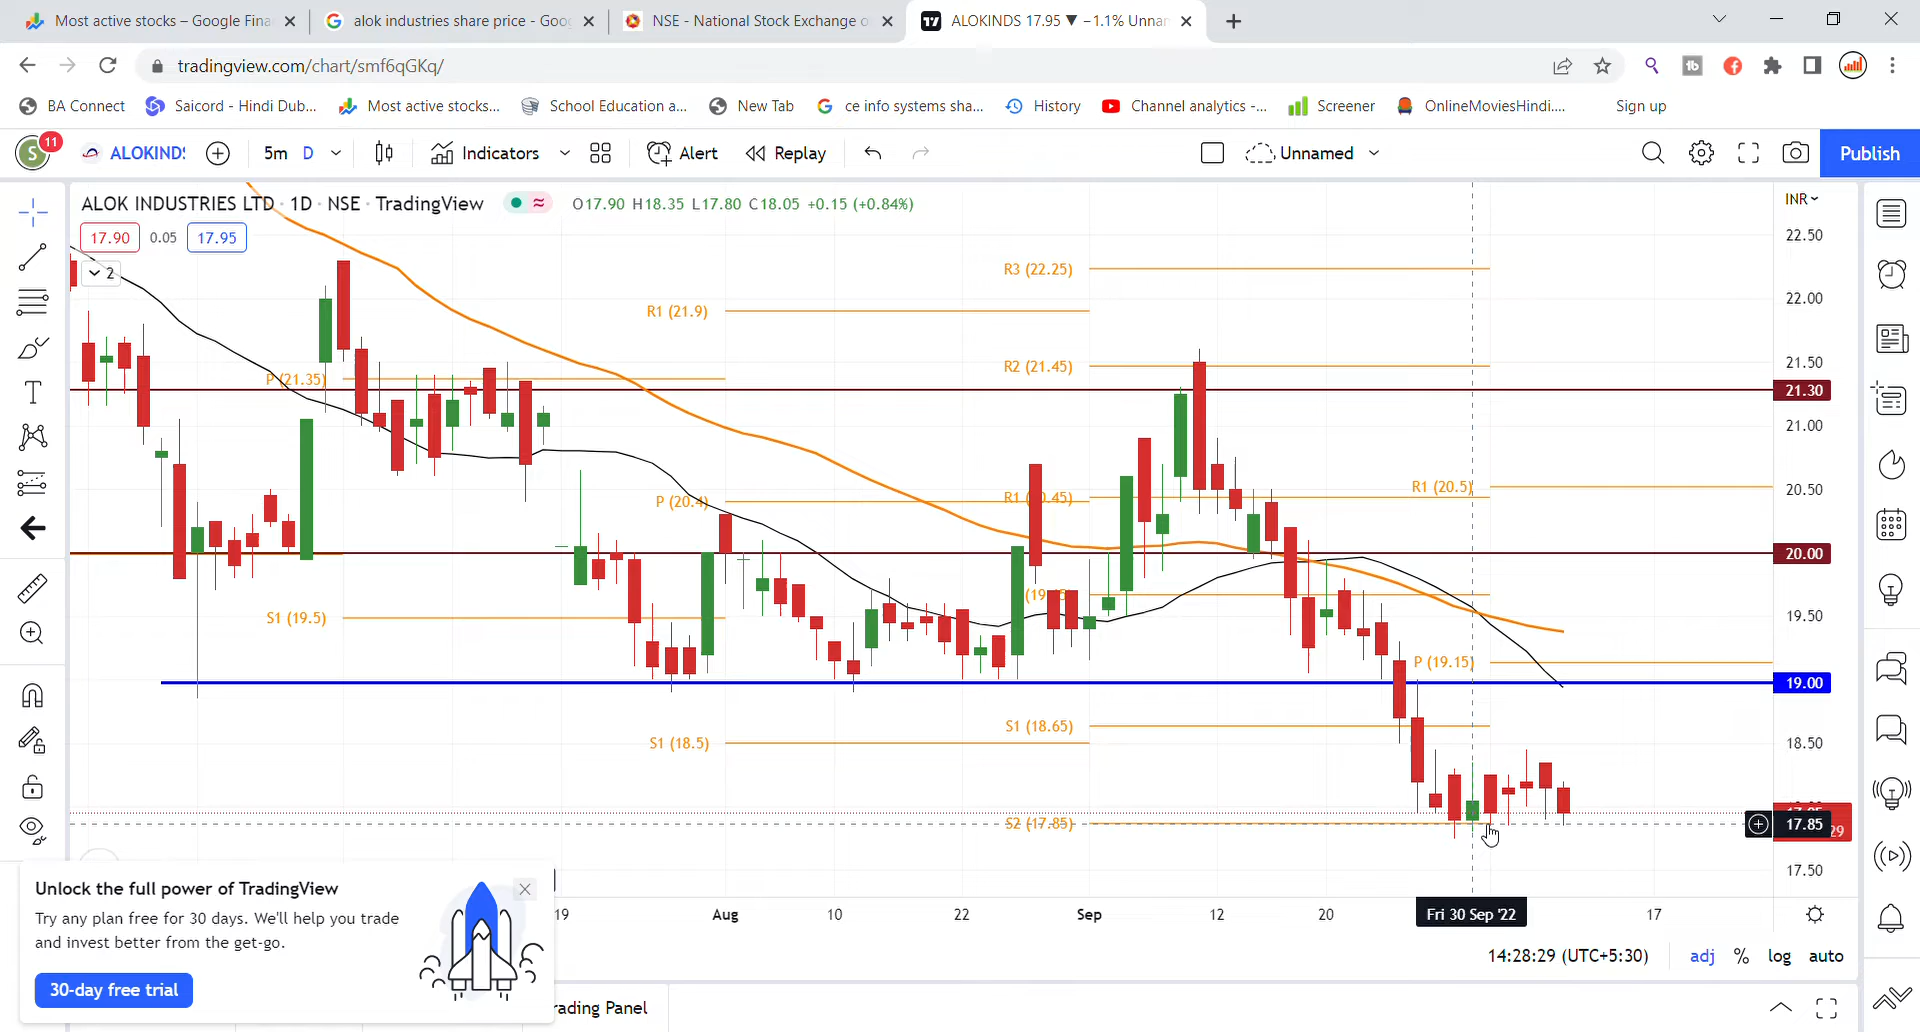 Most active stocks – Google Fina
alok industries share price - Goog
NSE - National Stock Exchange o
ALOKINDS 17.95 ▼ −1.1% Unnam
tradingview.com/chart/smf6qGKq/
BA Connect
Saicord - Hindi Dub...
Most active stocks...
School Education a...
New Tab
ce info systems sha...
History
Channel analytics -...
Screener
OnlineMoviesHindi....
Sign up
S
11
ALOKINDS
5m
D
Indicators
Alert
Replay
Unnamed
Publish
ALOK INDUSTRIES LTD · 1D · NSE · TradingView
O17.90 H18.35 L17.80 C18.05 +0.15 (+0.84%)
INR
17.90
0.05
17.95
2
22.50
R3 (22.25)
22.00
R1 (21.9)
21.50
R2 (21.45)
P (21.35)
21.30
21.00
20.50
R1 (20.5)
P (20.4)
20.00
19.50
S1 (19.5)
P (19.15)
19.00
S1 (18.65)
S1 (18.5)
18.50
S2 (17.85)
17.85
29
17.50
19
Aug
10
22
Sep
12
20
Fri 30 Sep '22
17
Unlock the full power of TradingView
Try any plan free for 30 days. We'll help you trade
and invest better from the get-go.
30-day free trial
14:28:29 (UTC+5:30)
adj
%
log
auto
rading Panel